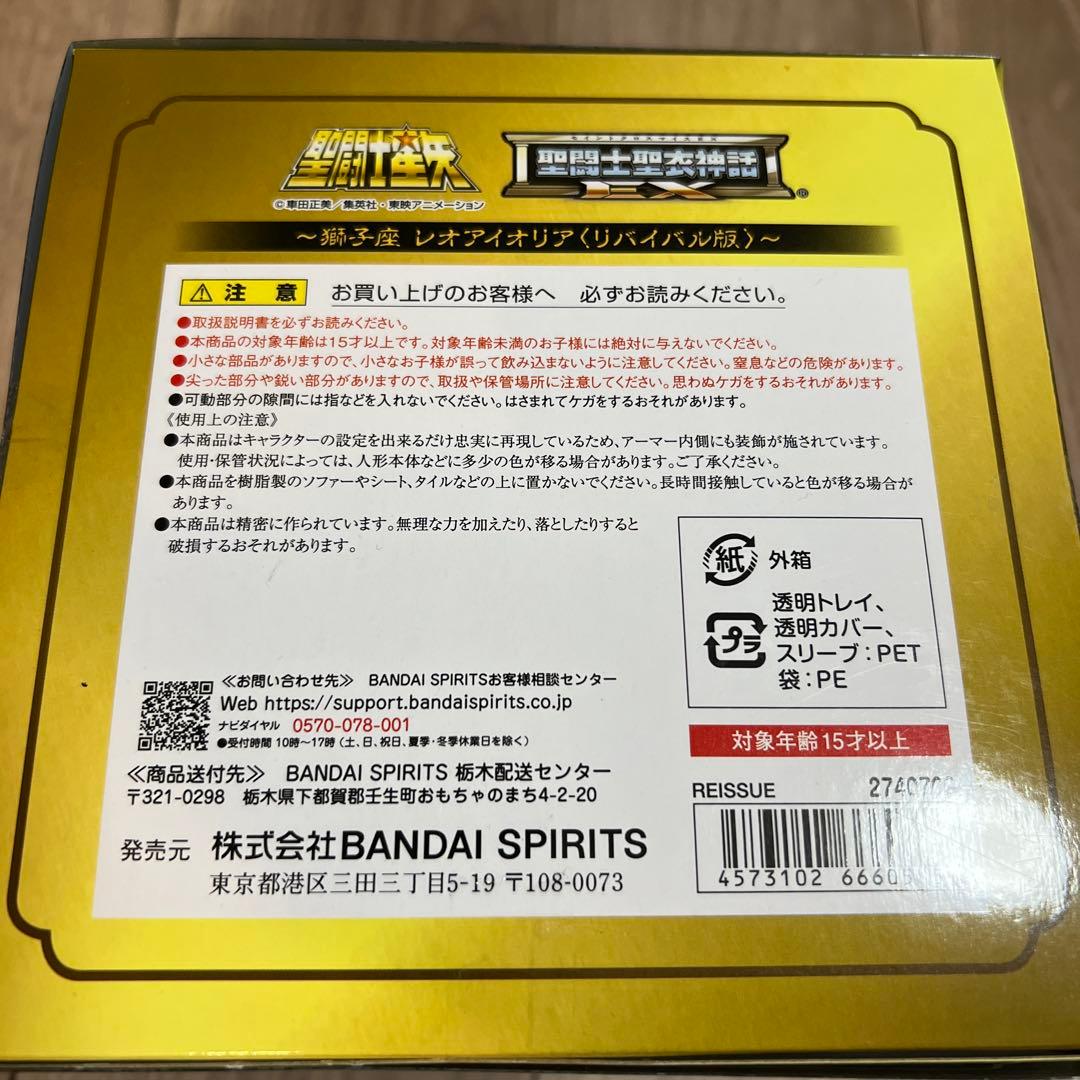 聖闘士星矢
セイントクロスマイス EX
聖闘士聖衣神話
EX ®
©車田正美／集英社・東映アニメーション
～獅子座 レオアイオリア〈リバイバル版〉～
⚠ 注 意 お買い上げのお客様へ 必ずお読みください。
●取扱説明書を必ずお読みください。
●本商品の対象年齢は15才以上です。対象年齢未満のお子様には絶対に与えないでください。
●小さな部品がありますので、小さなお子様が誤って飲み込まないように注意してください。窒息などの危険があります。
●尖った部分や鋭い部分がありますので、取扱や保管場所に注意してください。思わぬケガをするおそれがあります。
●可動部分の隙間には指などを入れないでください。はさまれてケガをするおそれがあります。
《使用上の注意》
●本商品はキャラクターの設定を出来るだけ忠実に再現しているため、アーマー内側にも装飾が施されています。
使用・保管状況によっては、人形本体などに多少の色が移る場合があります。ご了承ください。
●本商品を樹脂製のソファーやシート、タイルなどの上に置かないでください。長時間接触していると色が移る場合が
あります。
●本商品は精密に作られています。無理な力を加えたり、落としたりすると
破損するおそれがあります。
紙 外箱
プラ 透明トレイ、
透明カバー、
スリーブ：PET
袋：PE
≪お問い合わせ先≫ BANDAI SPIRITSお客様相談センター
Web https://support.bandaispirits.co.jp
ナビダイヤル 0570-078-001
●受付時間 10時～17時（土、日、祝日、夏季・冬季休業日を除く）
≪商品送付先≫ BANDAI SPIRITS 栃木配送センター
〒321-0298 栃木県下都賀郡壬生町おもちゃのまち4-2-20
発売元 株式会社BANDAI SPIRITS
東京都港区三田三丁目5-19 〒108-0073
対象年齢15才以上
REISSUE
4573102